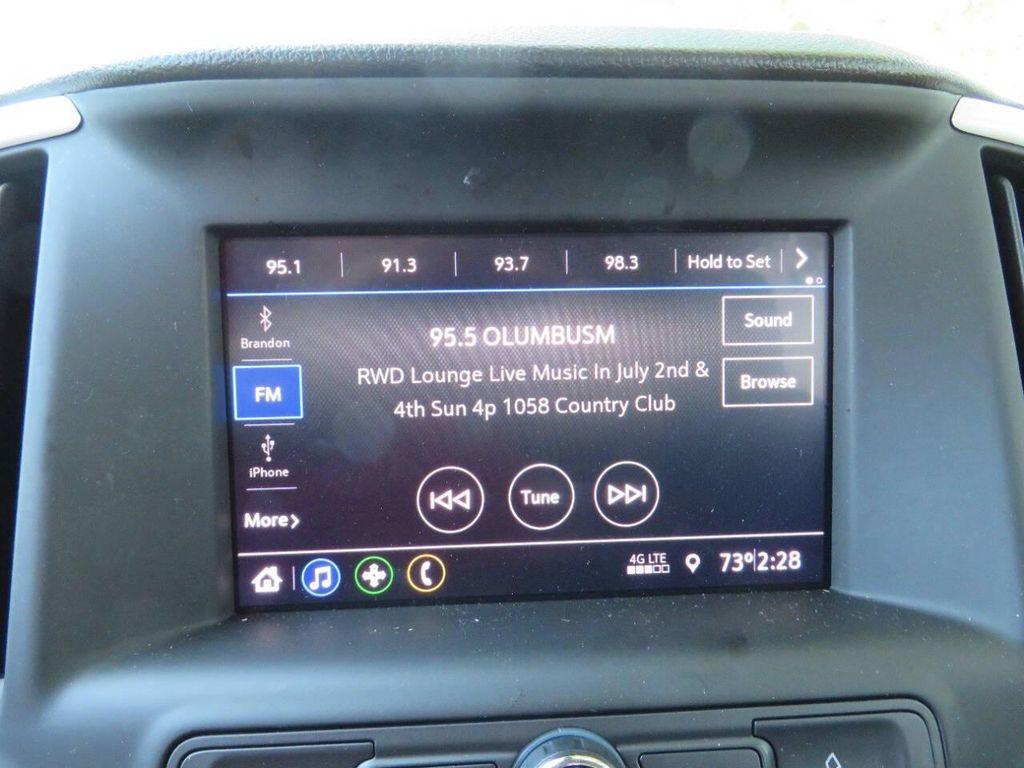 95.1 91.3 93.7 98.3 Hold to Set
Brandon
95.5 OLUMBUSM
Sound
RWD Lounge Live Music In July 2nd &
Browse
FM
4th Sun 4p 1058 Country Club
iPhone
Tune
More
4G LTE
73° 2:28